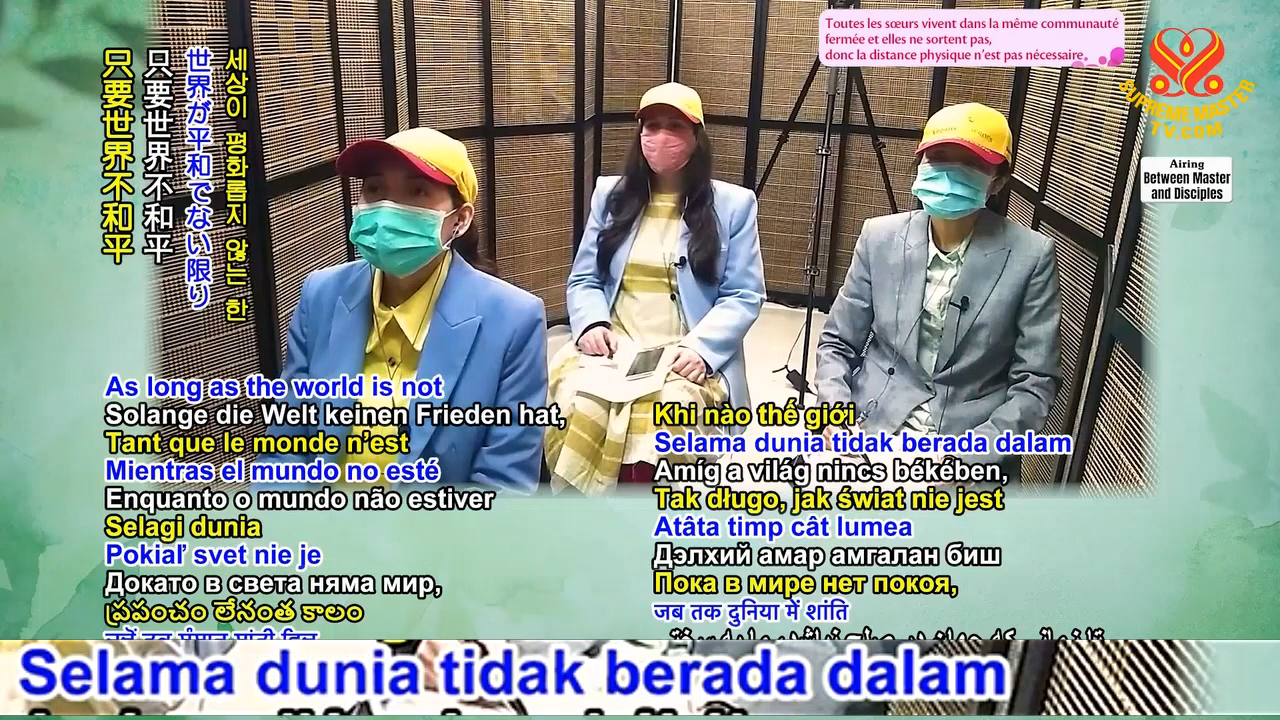 Toutes les sœurs vivent dans la même communauté
fermée et elles ne sortent pas,
donc la distance physique n'est pas nécessaire.
SUPREME MASTER
TV.COM
Airing
Between Master
and Disciples
세상이 평화롭지 않는 한
世界が平和でない限り
只要世界不和平
只要世界不和平
As long as the world is not
Solange die Welt keinen Frieden hat,
Tant que le monde n'est
Mientras el mundo no esté
Enquanto o mundo não estiver
Selagi dunia
Pokiaľ svet nie je
Докато в света няма мир,
ప్రపంచం లేనంత కాలం
Khi nào thế giới
Selama dunia tidak berada dalam
Amíg a világ nincs békében,
Tak długo, jak świat nie jest
Atâta timp cât lumea
Дэлхий амар амгалан биш
Пока в мире нет покоя,
जब तक दुनिया में शांति
Selama dunia tidak berada dalam